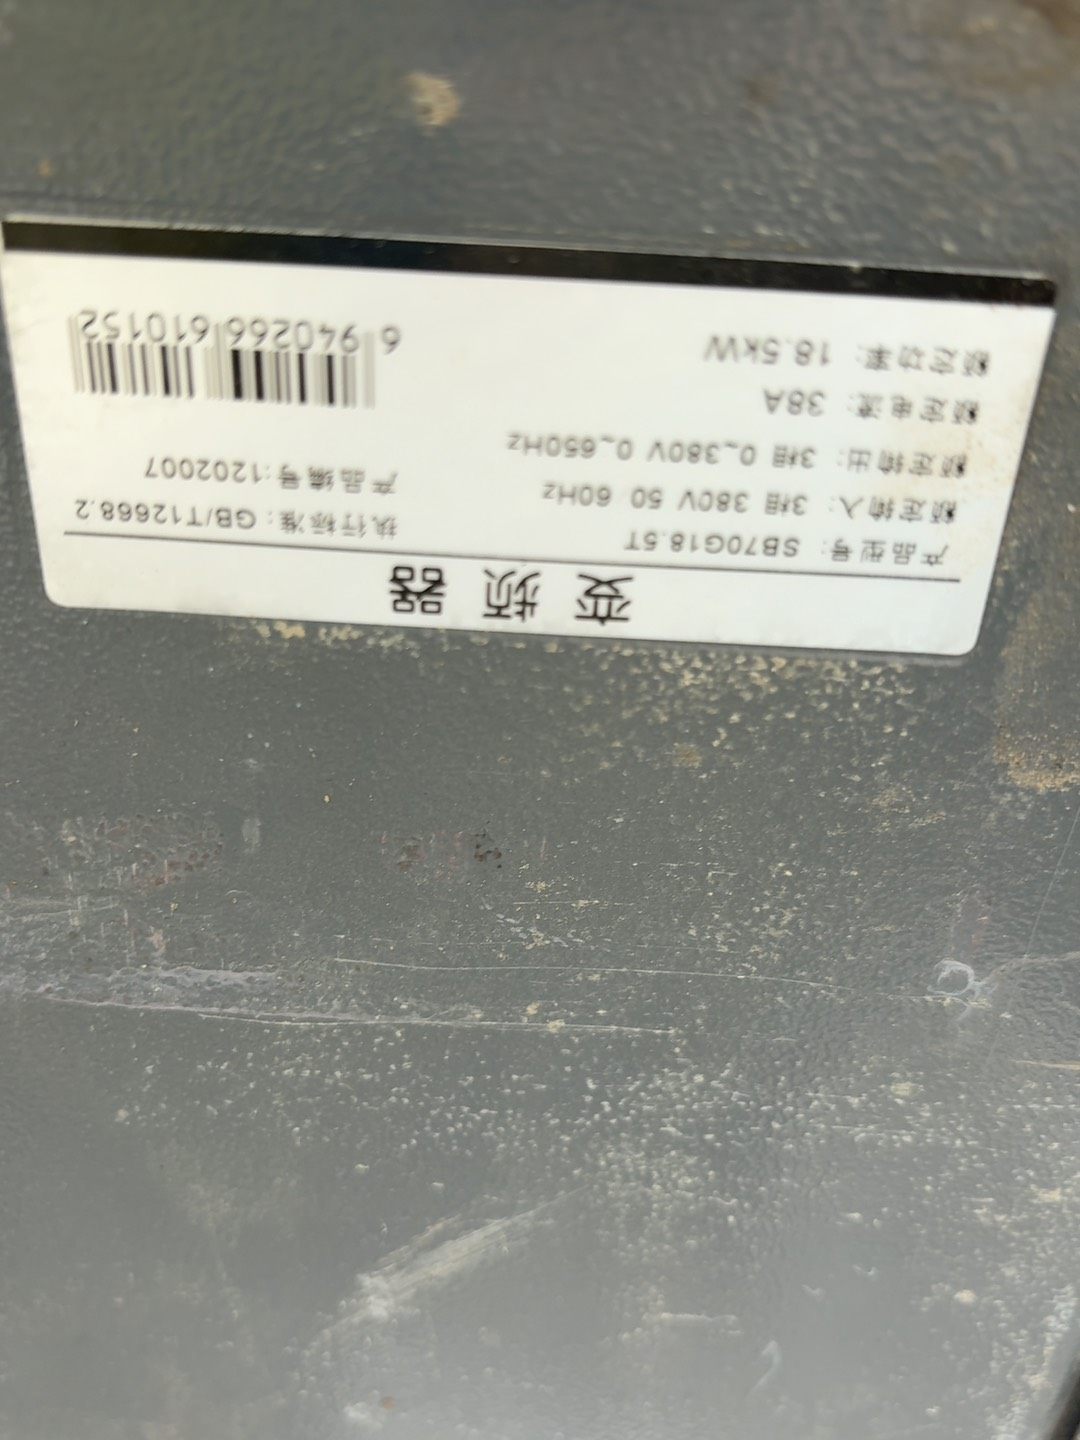 变频器
产品型号: SB70G18.5T
额定输入: 3相 380V 50 60Hz
额定输出: 3相 0~380V 0~650Hz
额定电流: 38A
额定功率: 18.5kW
执行标准: GB/T12668.2
产品编号:1202007
6 940266 610152